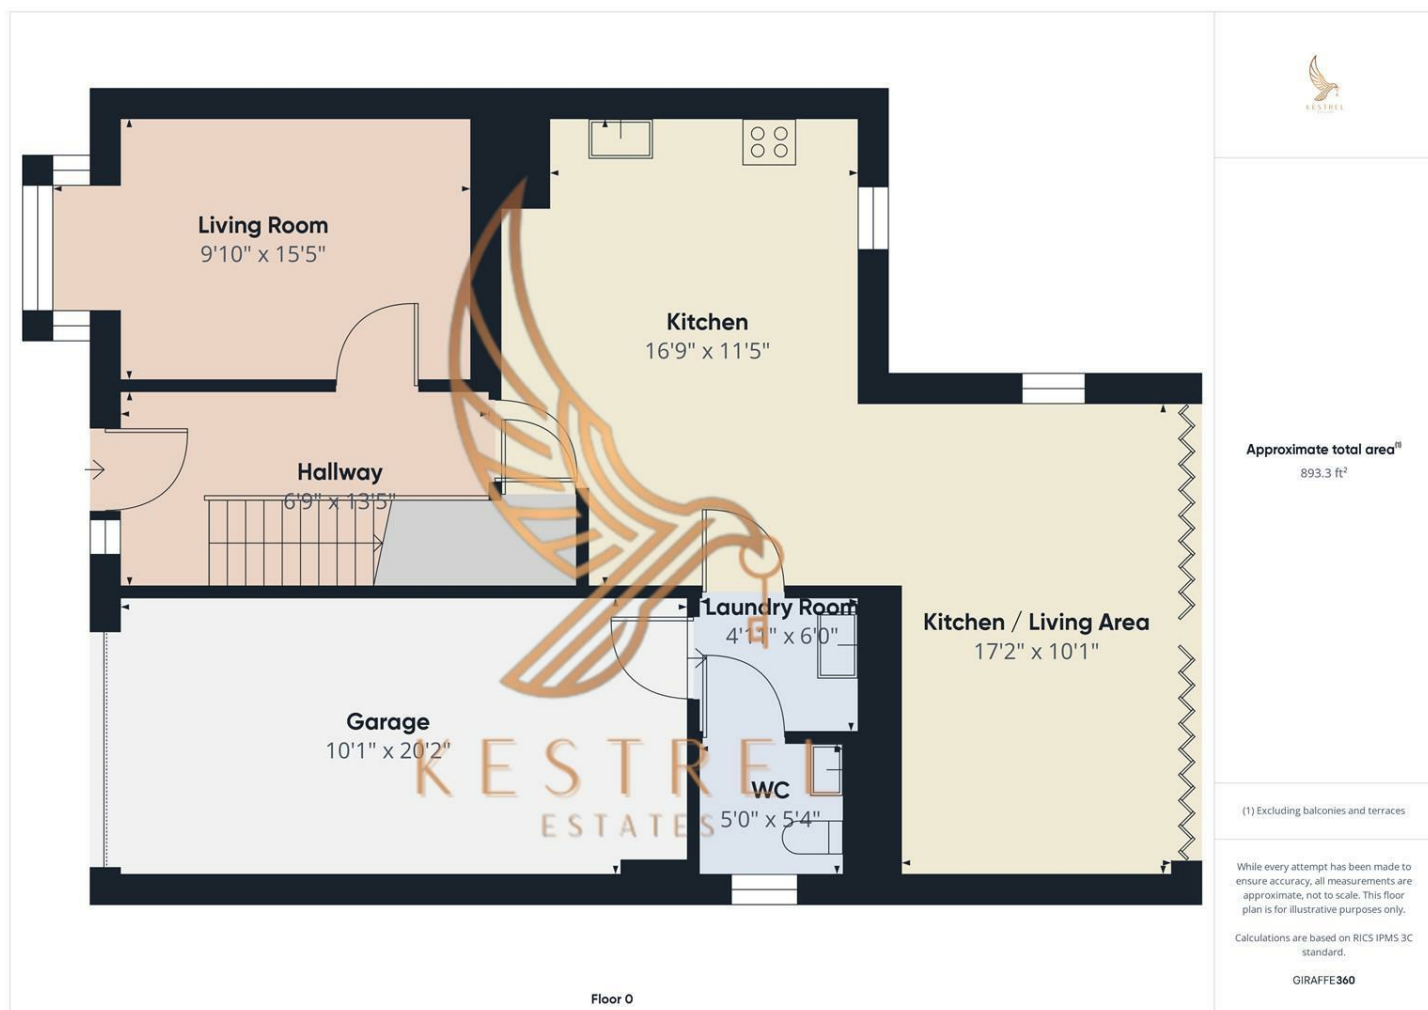 KESTREL
Living Room
9'10" x 15'5"
Kitchen
16'9" x 11'5"
Hallway
6'9" x 13'5"
Laundry Room
4'11" x 6'0"
Kitchen / Living Area
17'2" x 10'1"
Garage
10'1" x 20'2"
WC
5'0" x 5'4"
KESTREL
ESTATES
Floor 0
Approximate total area(1)
893.3 ft²
(1) Excluding balconies and terraces
While every attempt has been made to
ensure accuracy, all measurements are
approximate, not to scale. This floor
plan is for illustrative purposes only.
Calculations are based on RICS IPMS 3C
standard.
GIRAFFE360